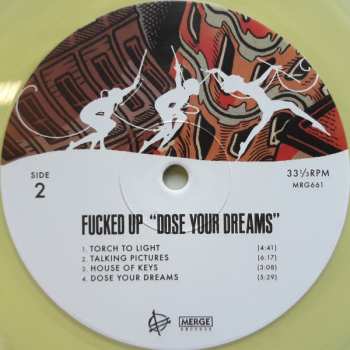 SIDE
2
33⅓RPM
MRG661
FUCKED UP "DOSE YOUR DREAMS"
1. TORCH TO LIGHT (4:41)
2. TALKING PICTURES (6:17)
3. HOUSE OF KEYS (3:08)
4. DOSE YOUR DREAMS (5:29)
MERGE
RECORDS